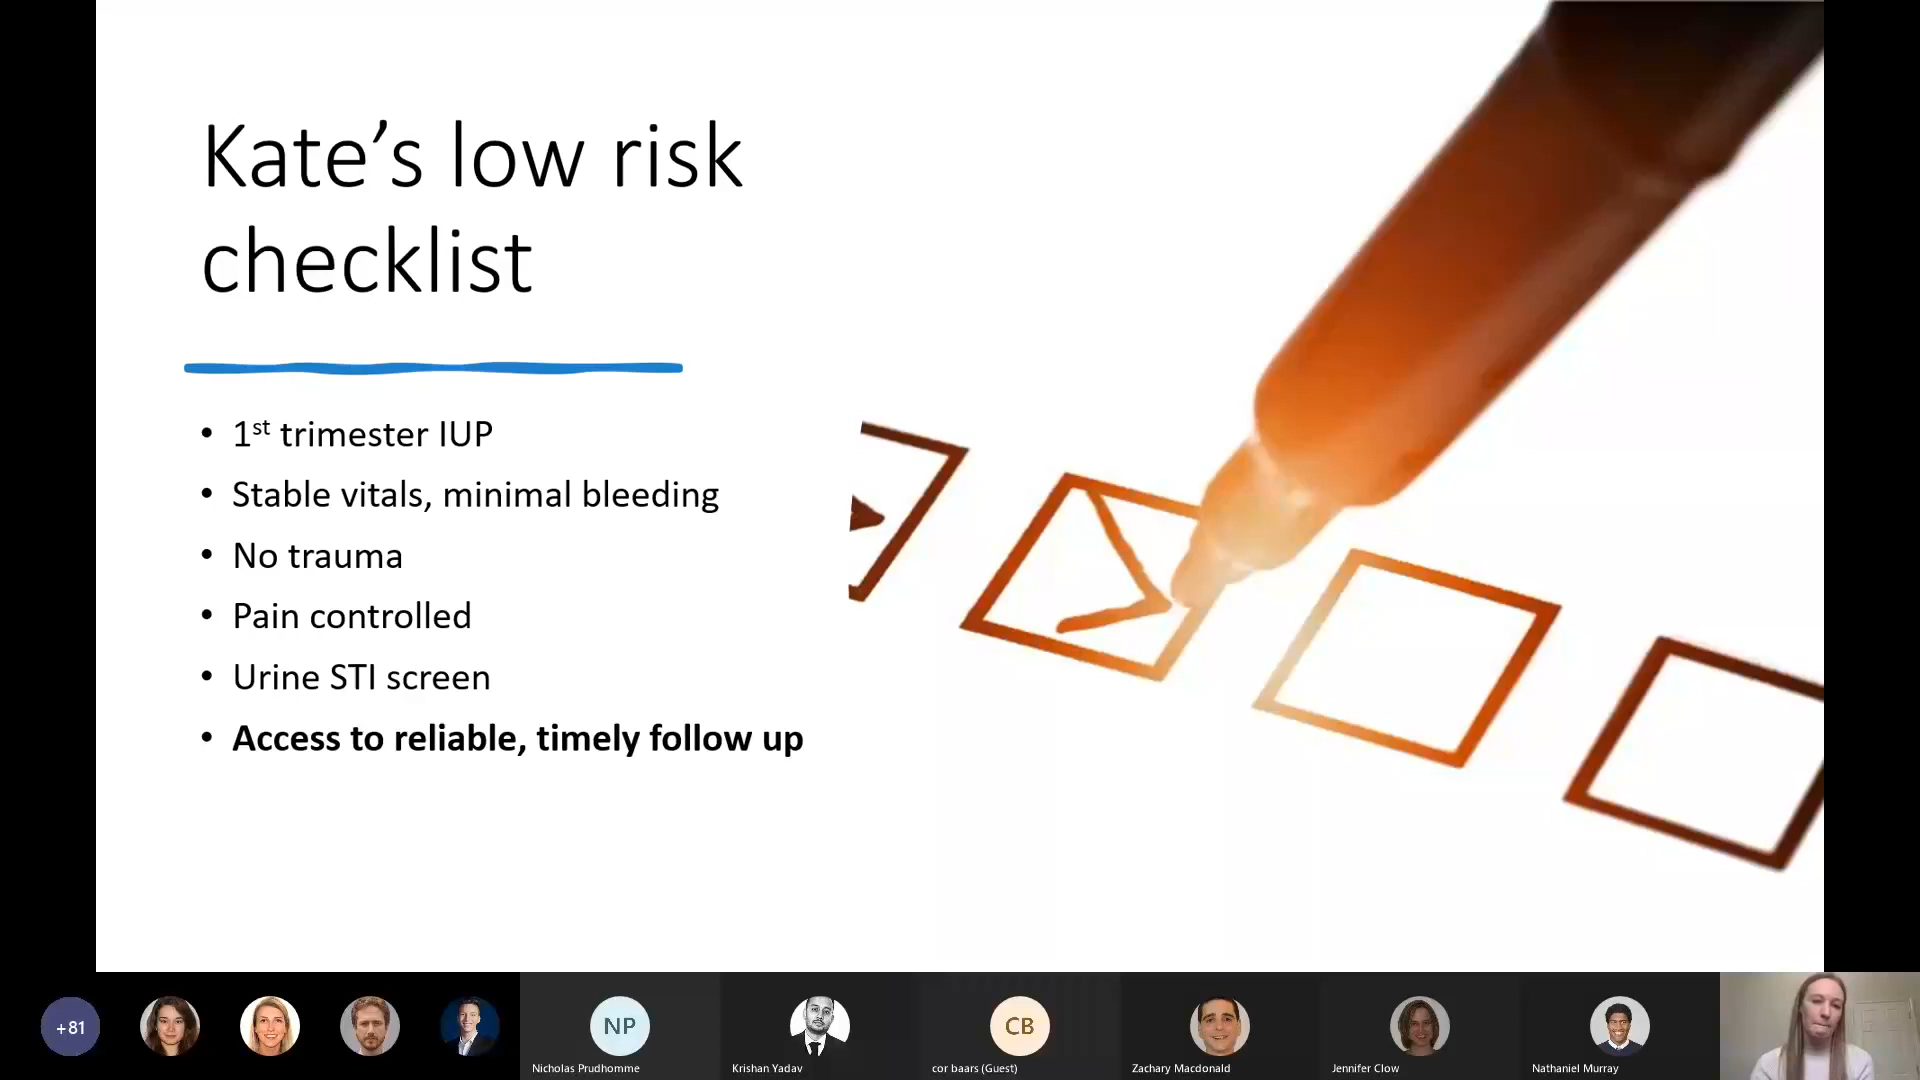 Kate’s low risk
checklist
• 1st trimester IUP
• Stable vitals, minimal bleeding
• No trauma
• Pain controlled
• Urine STI screen
• Access to reliable, timely follow up
+81
NP
CB
Nicholas Prudhomme
Krishan Yadav
cor baars (Guest)
Zachary Macdonald
Jennifer Clow
Nathaniel Murray